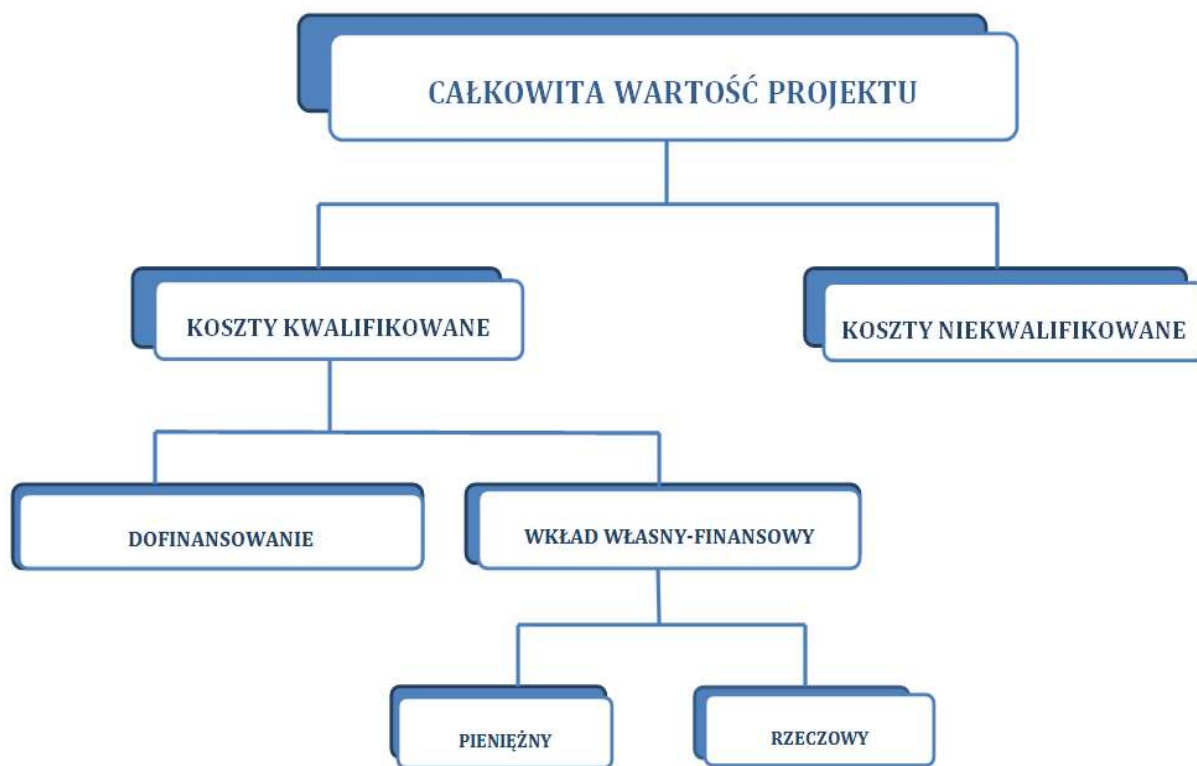 CAŁKOWITA WARTOŚĆ PROJEKTU
KOSZTY KWALIFIKOWANE
KOSZTY NIEKWALIFIKOWANE
DOFINANSOWANIE
WKŁAD WŁASNY-FINANSOWY
PIENIĘŻNY
RZECZOWY